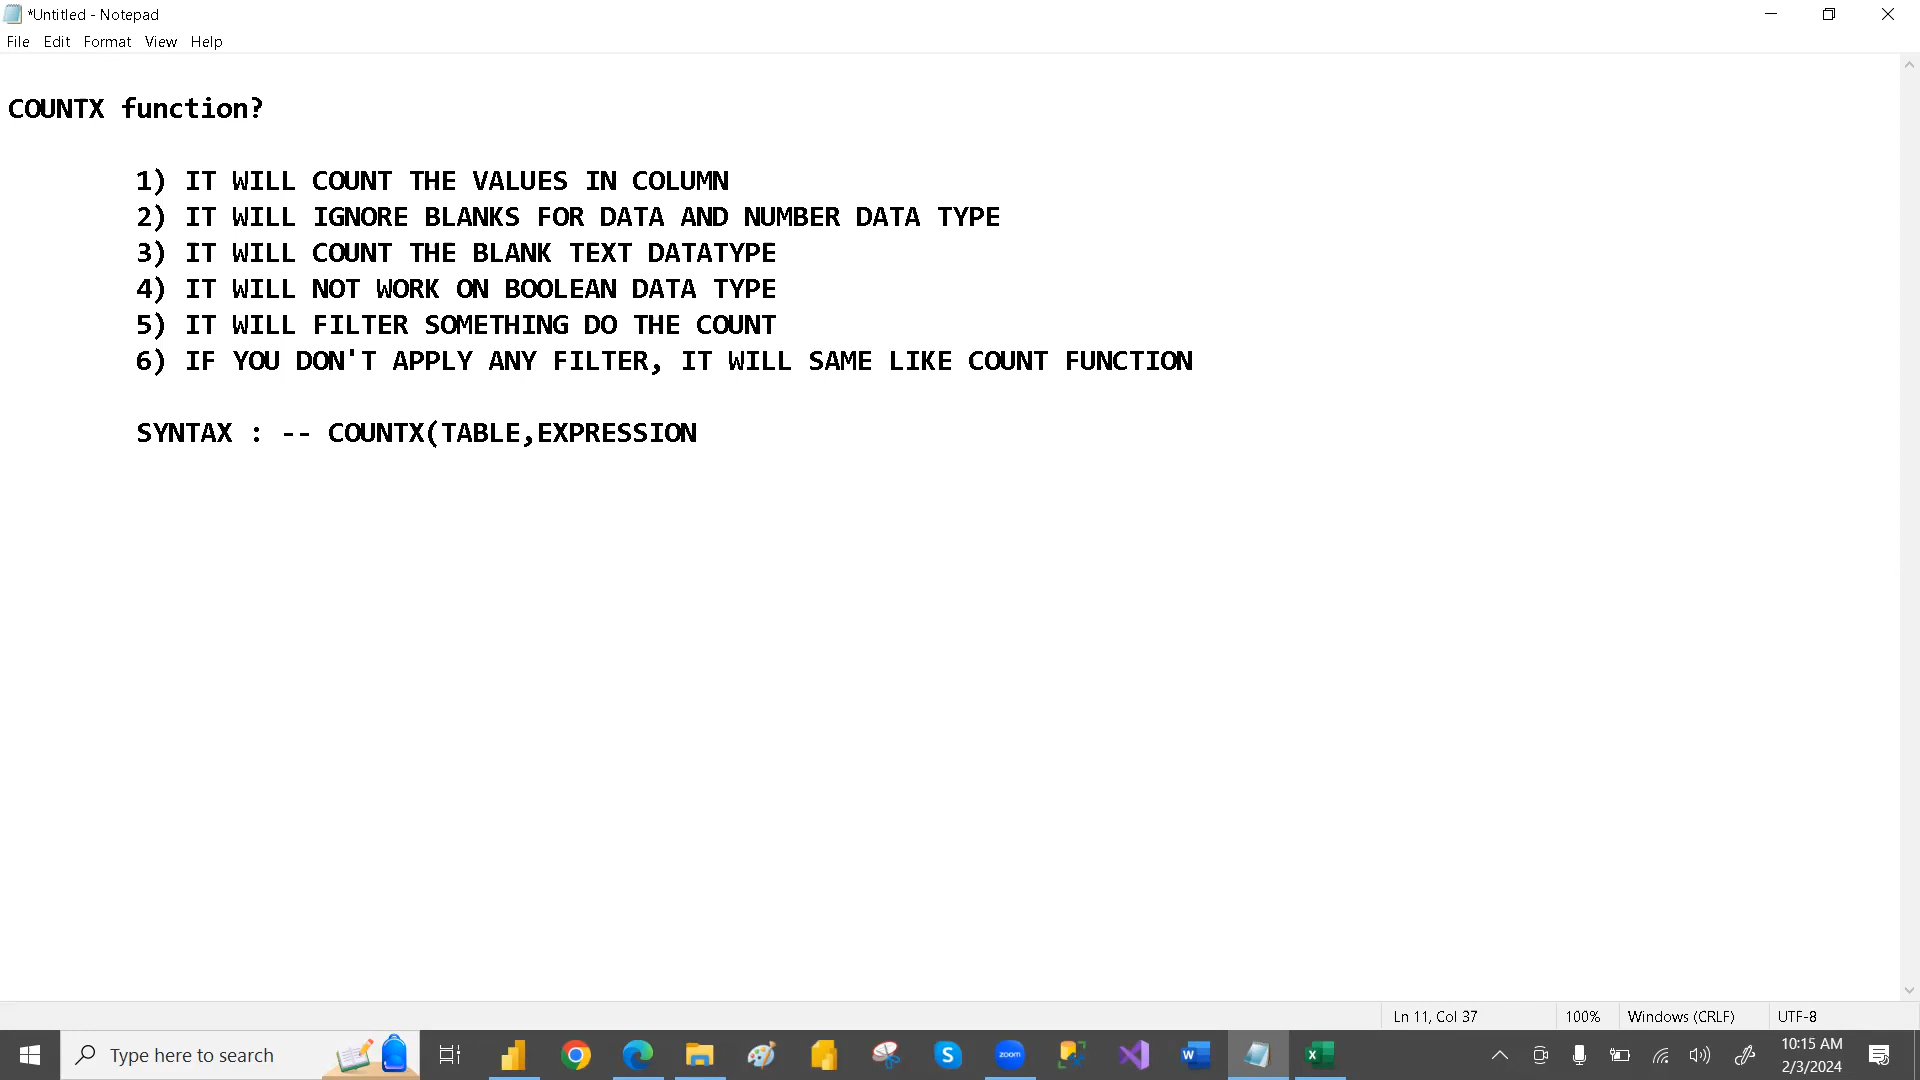 *Untitled - Notepad
File Edit Format View Help
COUNTX function?
1) IT WILL COUNT THE VALUES IN COLUMN
2) IT WILL IGNORE BLANKS FOR DATA AND NUMBER DATA TYPE
3) IT WILL COUNT THE BLANK TEXT DATATYPE
4) IT WILL NOT WORK ON BOOLEAN DATA TYPE
5) IT WILL FILTER SOMETHING DO THE COUNT
6) IF YOU DON'T APPLY ANY FILTER, IT WILL SAME LIKE COUNT FUNCTION
SYNTAX : -- COUNTX(TABLE,EXPRESSION
Ln 11, Col 37 100% Windows (CRLF) UTF-8
Type here to search
S zoom W X
10:15 AM
2/3/2024